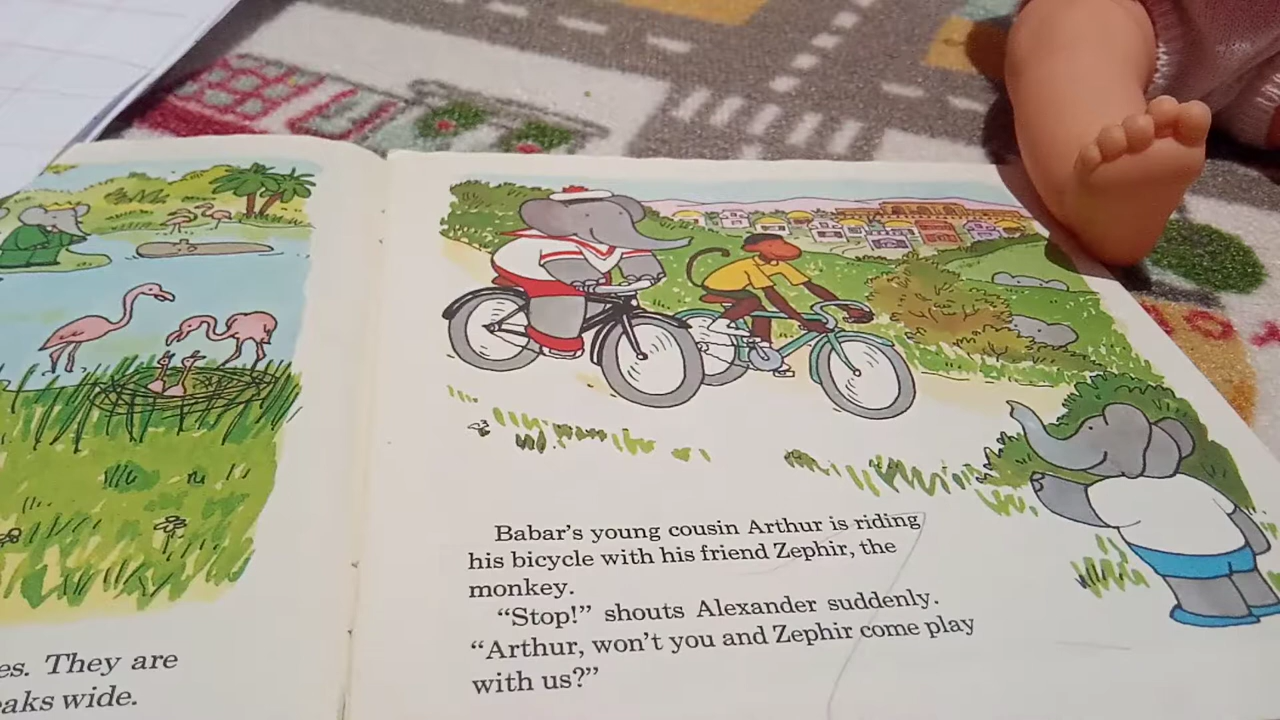 es. They are
eaks wide.
Babar's young cousin Arthur is riding
his bicycle with his friend Zephir, the
monkey.
"Stop!" shouts Alexander suddenly.
"Arthur, won't you and Zephir come play
with us?"